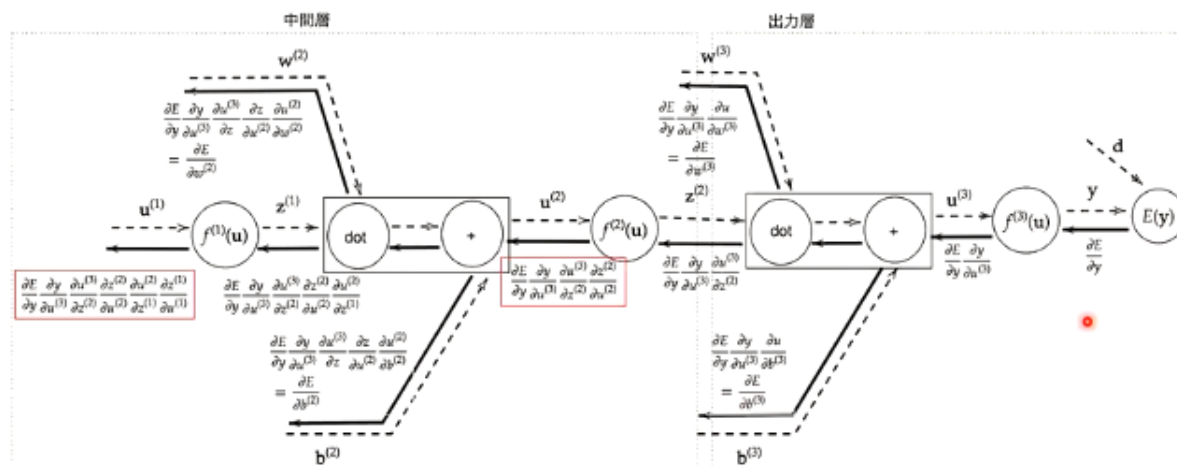 中間層
出力層
w^{(2)}
∂E/∂y ∂y/∂u^{(3)} ∂u^{(3)}/∂z ∂z/∂u^{(2)} ∂u^{(2)}/∂w^{(2)}
= ∂E/∂w^{(2)}
w^{(3)}
∂E/∂y ∂y/∂u^{(3)} ∂u/∂w^{(3)}
= ∂E/∂w^{(3)}
d
u^{(1)}
f^{(1)}(u)
z^{(1)}
dot
+
u^{(2)}
f^{(2)}(u)
z^{(2)}
dot
+
u^{(3)}
f^{(3)}(u)
y
E(y)
∂E/∂y ∂y/∂u^{(3)} ∂u^{(3)}/∂z^{(2)} ∂z^{(2)}/∂u^{(2)} ∂u^{(2)}/∂z^{(1)} ∂z^{(1)}/∂u^{(1)}
∂E/∂y ∂y/∂u^{(3)} ∂u^{(3)}/∂z^{(2)} ∂z^{(2)}/∂u^{(2)} ∂u^{(2)}/∂z^{(1)}
∂E/∂y ∂y/∂u^{(3)} ∂u^{(3)}/∂z^{(2)} ∂z^{(2)}/∂u^{(2)}
∂E/∂y ∂y/∂u^{(3)} ∂u^{(3)}/∂z^{(2)}
∂E/∂y ∂y/∂u^{(3)}
∂E/∂y
∂E/∂y ∂y/∂u^{(3)} ∂u^{(3)}/∂z ∂z/∂u^{(2)} ∂u^{(2)}/∂b^{(2)}
= ∂E/∂b^{(2)}
b^{(2)}
∂E/∂y ∂y/∂u^{(3)} ∂u/∂b^{(3)}
= ∂E/∂b^{(3)}
b^{(3)}